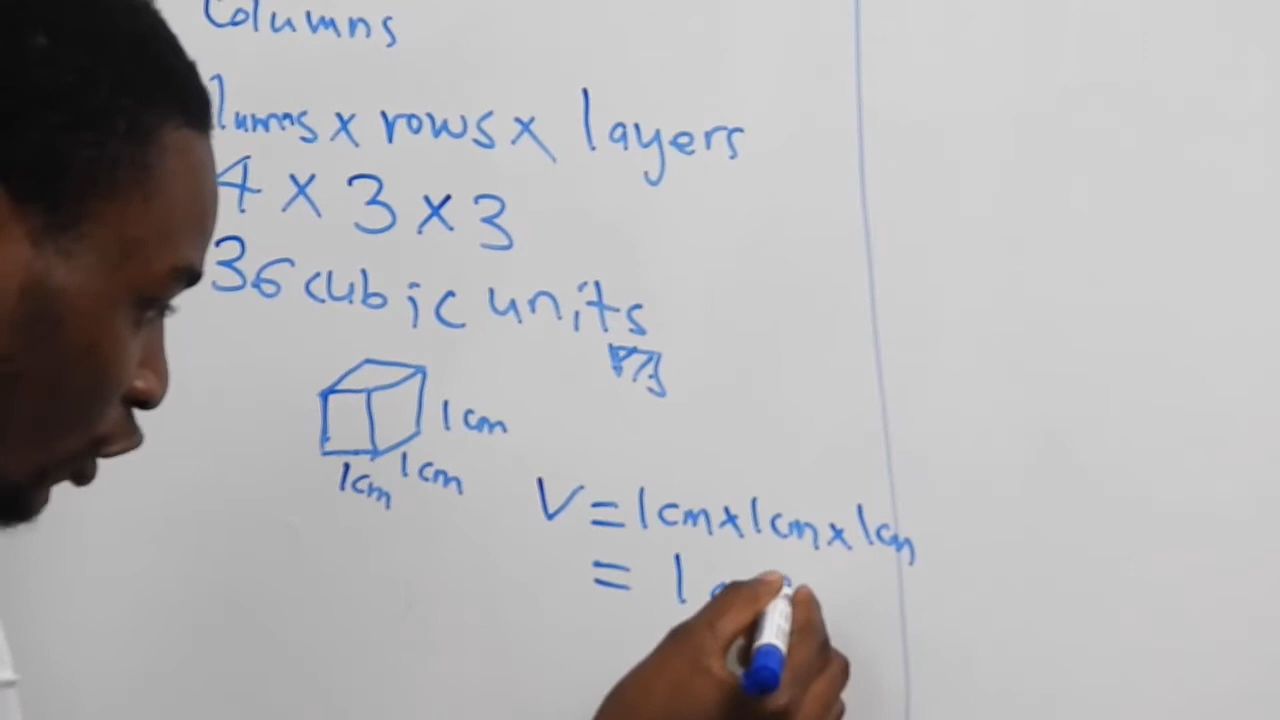 Columns
lumns x rows x layers
4 x 3 x 3
36 cubic units
1cm
1cm
1cm
V = 1cm x 1cm x 1cm
= 1